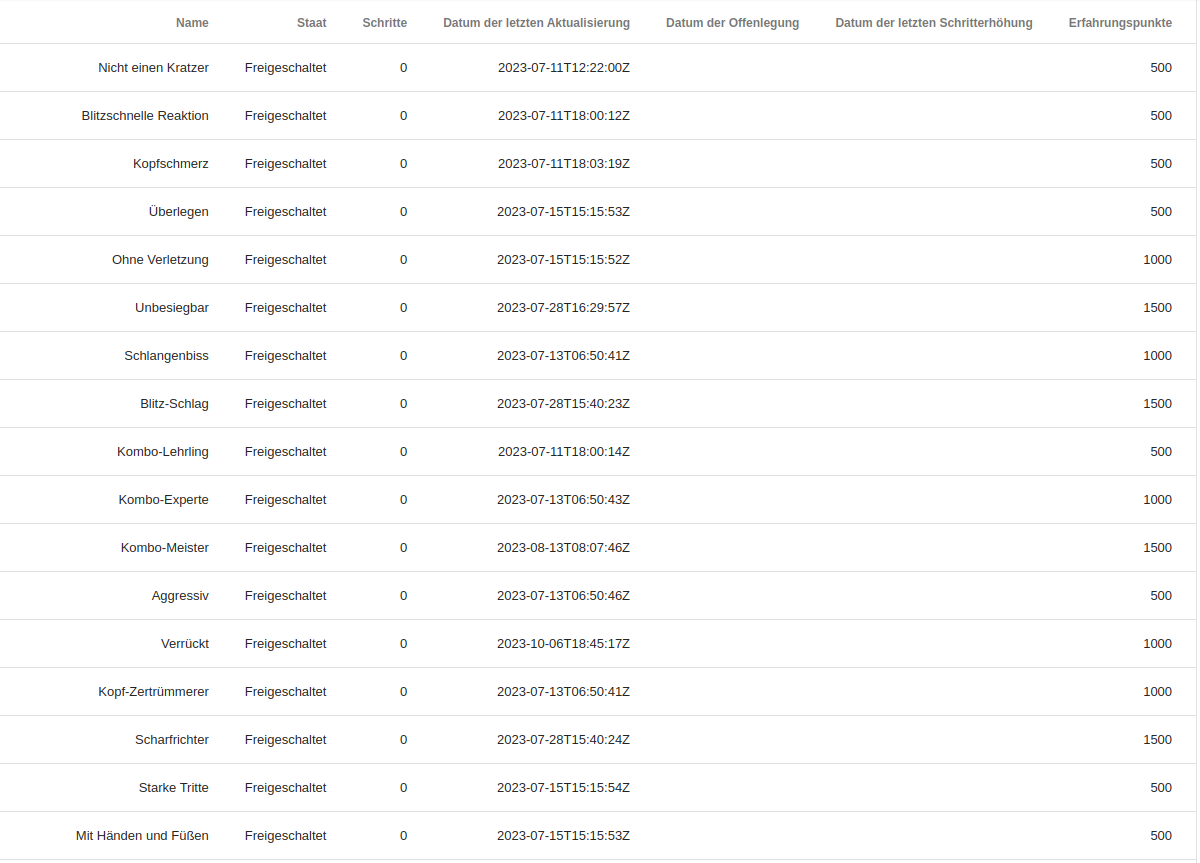 Name Staat Schritte Datum der letzten Aktualisierung Datum der Offenlegung Datum der letzten Schritterhöhung Erfahrungspunkte
Nicht einen Kratzer Freigeschaltet 0 2023-07-11T12:22:00Z 500
Blitzschnelle Reaktion Freigeschaltet 0 2023-07-11T18:00:12Z 500
Kopfschmerz Freigeschaltet 0 2023-07-11T18:03:19Z 500
Überlegen Freigeschaltet 0 2023-07-15T15:15:53Z 500
Ohne Verletzung Freigeschaltet 0 2023-07-15T15:15:52Z 1000
Unbesiegbar Freigeschaltet 0 2023-07-28T16:29:57Z 1500
Schlangenbiss Freigeschaltet 0 2023-07-13T06:50:41Z 1000
Blitz-Schlag Freigeschaltet 0 2023-07-28T15:40:23Z 1500
Kombo-Lehrling Freigeschaltet 0 2023-07-11T18:00:14Z 500
Kombo-Experte Freigeschaltet 0 2023-07-13T06:50:43Z 1000
Kombo-Meister Freigeschaltet 0 2023-08-13T08:07:46Z 1500
Aggressiv Freigeschaltet 0 2023-07-13T06:50:46Z 500
Verrückt Freigeschaltet 0 2023-10-06T18:45:17Z 1000
Kopf-Zertrümmerer Freigeschaltet 0 2023-07-13T06:50:41Z 1000
Scharfrichter Freigeschaltet 0 2023-07-28T15:40:24Z 1500
Starke Tritte Freigeschaltet 0 2023-07-15T15:15:54Z 500
Mit Händen und Füßen Freigeschaltet 0 2023-07-15T15:15:53Z 500